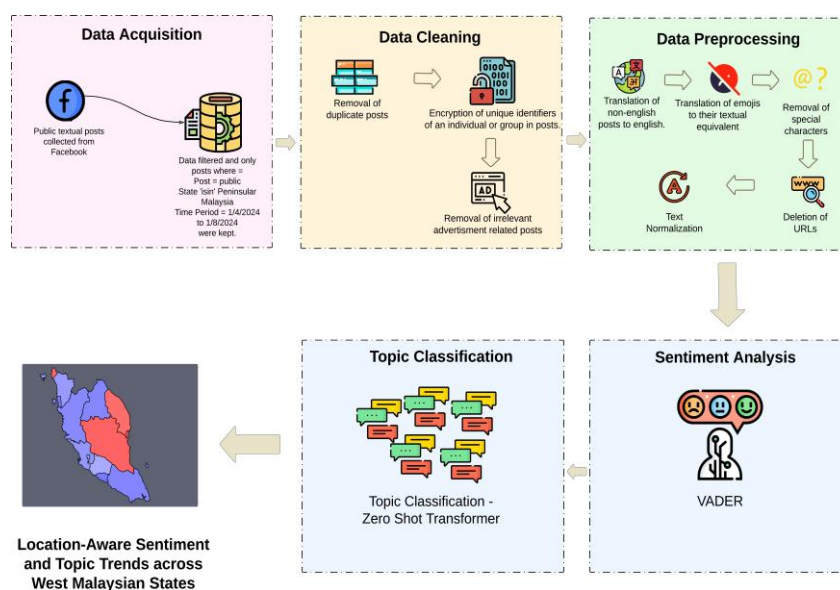 Data Acquisition
Public textual posts
collected from
Facebook
Data filtered and only
posts where =
Post = public
State 'isin' Peninsular
Malaysia
Time Period = 1/4/2024
to 1/8/2024
were kept.
Data Cleaning
Removal of
duplicate posts
0100
100
101
Encryption of unique identifiers
of an individual or group in posts.
AD
Removal of irrelevant
advertisment related posts
Data Preprocessing
A
Translation of
non-english
posts to english.
Translation of emojis
to their textual
equivalent
@?
Removal of
special
characters
www
Deletion of
URLs
A
Text
Normalization
Sentiment Analysis
VADER
Topic Classification
Topic Classification -
Zero Shot Transformer
Location-Aware Sentiment
and Topic Trends across
West Malaysian States